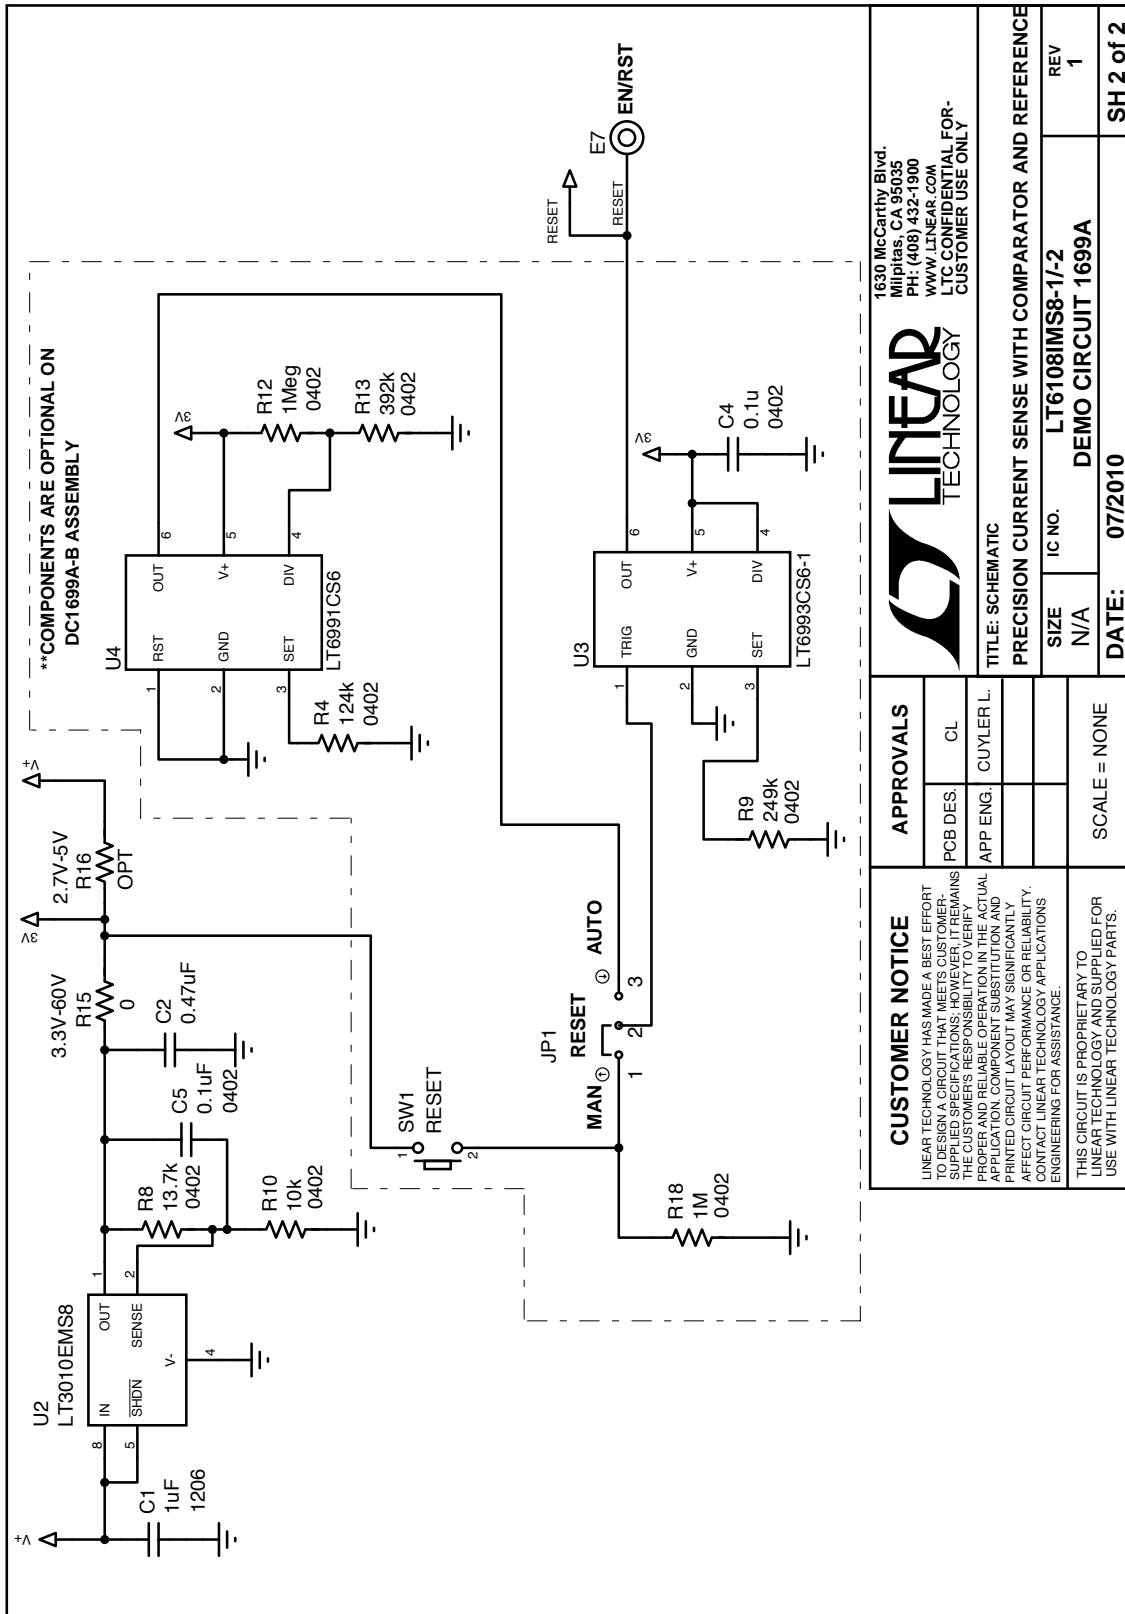 **COMPONENTS ARE OPTIONAL ON
DC1699A-B ASSEMBLY
V+
C1
1uF
1206
U2
LT3010EMS8
8
IN
5
SHDN
OUT
1
SENSE
2
V-
4
R8
13.7k
0402
R10
10k
0402
C5
0.1uF
0402
C2
0.47uF
3.3V-60V
R15
0
3V
2.7V-5V
R16
OPT
V+
SW1
RESET
1
2
R18
1M
0402
JP1
RESET
MAN
AUTO
1
2
3
U4
1
RST
2
GND
3
SET
OUT
6
V+
5
DIV
4
LT6991CS6
R4
124k
0402
3V
R12
1Meg
0402
R13
392k
0402
U3
1
TRIG
2
GND
3
SET
OUT
6
V+
5
DIV
4
LT6993CS6-1
R9
249k
0402
3V
C4
0.1u
0402
RESET
RESET
E7
EN/RST
CUSTOMER NOTICE
LINEAR TECHNOLOGY HAS MADE A BEST EFFORT
TO DESIGN A CIRCUIT THAT MEETS CUSTOMER-
SUPPLIED SPECIFICATIONS; HOWEVER, IT REMAINS
THE CUSTOMER'S RESPONSIBILITY TO VERIFY
PROPER AND RELIABLE OPERATION IN THE ACTUAL
APPLICATION. COMPONENT SUBSTITUTION AND
PRINTED CIRCUIT LAYOUT MAY SIGNIFICANTLY
AFFECT CIRCUIT PERFORMANCE OR RELIABILITY.
CONTACT LINEAR TECHNOLOGY APPLICATIONS
ENGINEERING FOR ASSISTANCE.
THIS CIRCUIT IS PROPRIETARY TO
LINEAR TECHNOLOGY AND SUPPLIED FOR
USE WITH LINEAR TECHNOLOGY PARTS.
APPROVALS
PCB DES. CL
APP ENG. CUYLER L.
SCALE = NONE
LINEAR
TECHNOLOGY
1630 McCarthy Blvd.
Milpitas, CA 95035
PH: (408) 432-1900
WWW.LINEAR.COM
LTC CONFIDENTIAL FOR-
CUSTOMER USE ONLY
TITLE: SCHEMATIC
PRECISION CURRENT SENSE WITH COMPARATOR AND REFERENCE
SIZE
N/A
IC NO.
LT6108IMS8-1/-2
DEMO CIRCUIT 1699A
REV
1
DATE: 07/2010
SH 2 of 2